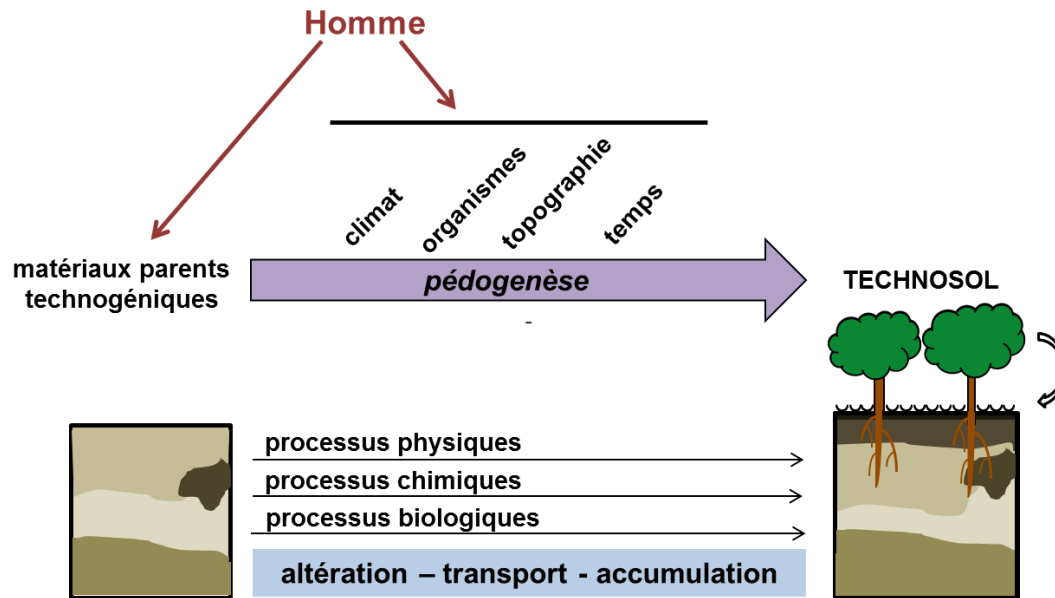 Homme
climat
organismes
topographie
temps
matériaux parents
technogéniques
pédogenèse
TECHNOSOL
-
processus physiques
processus chimiques
processus biologiques
altération – transport - accumulation